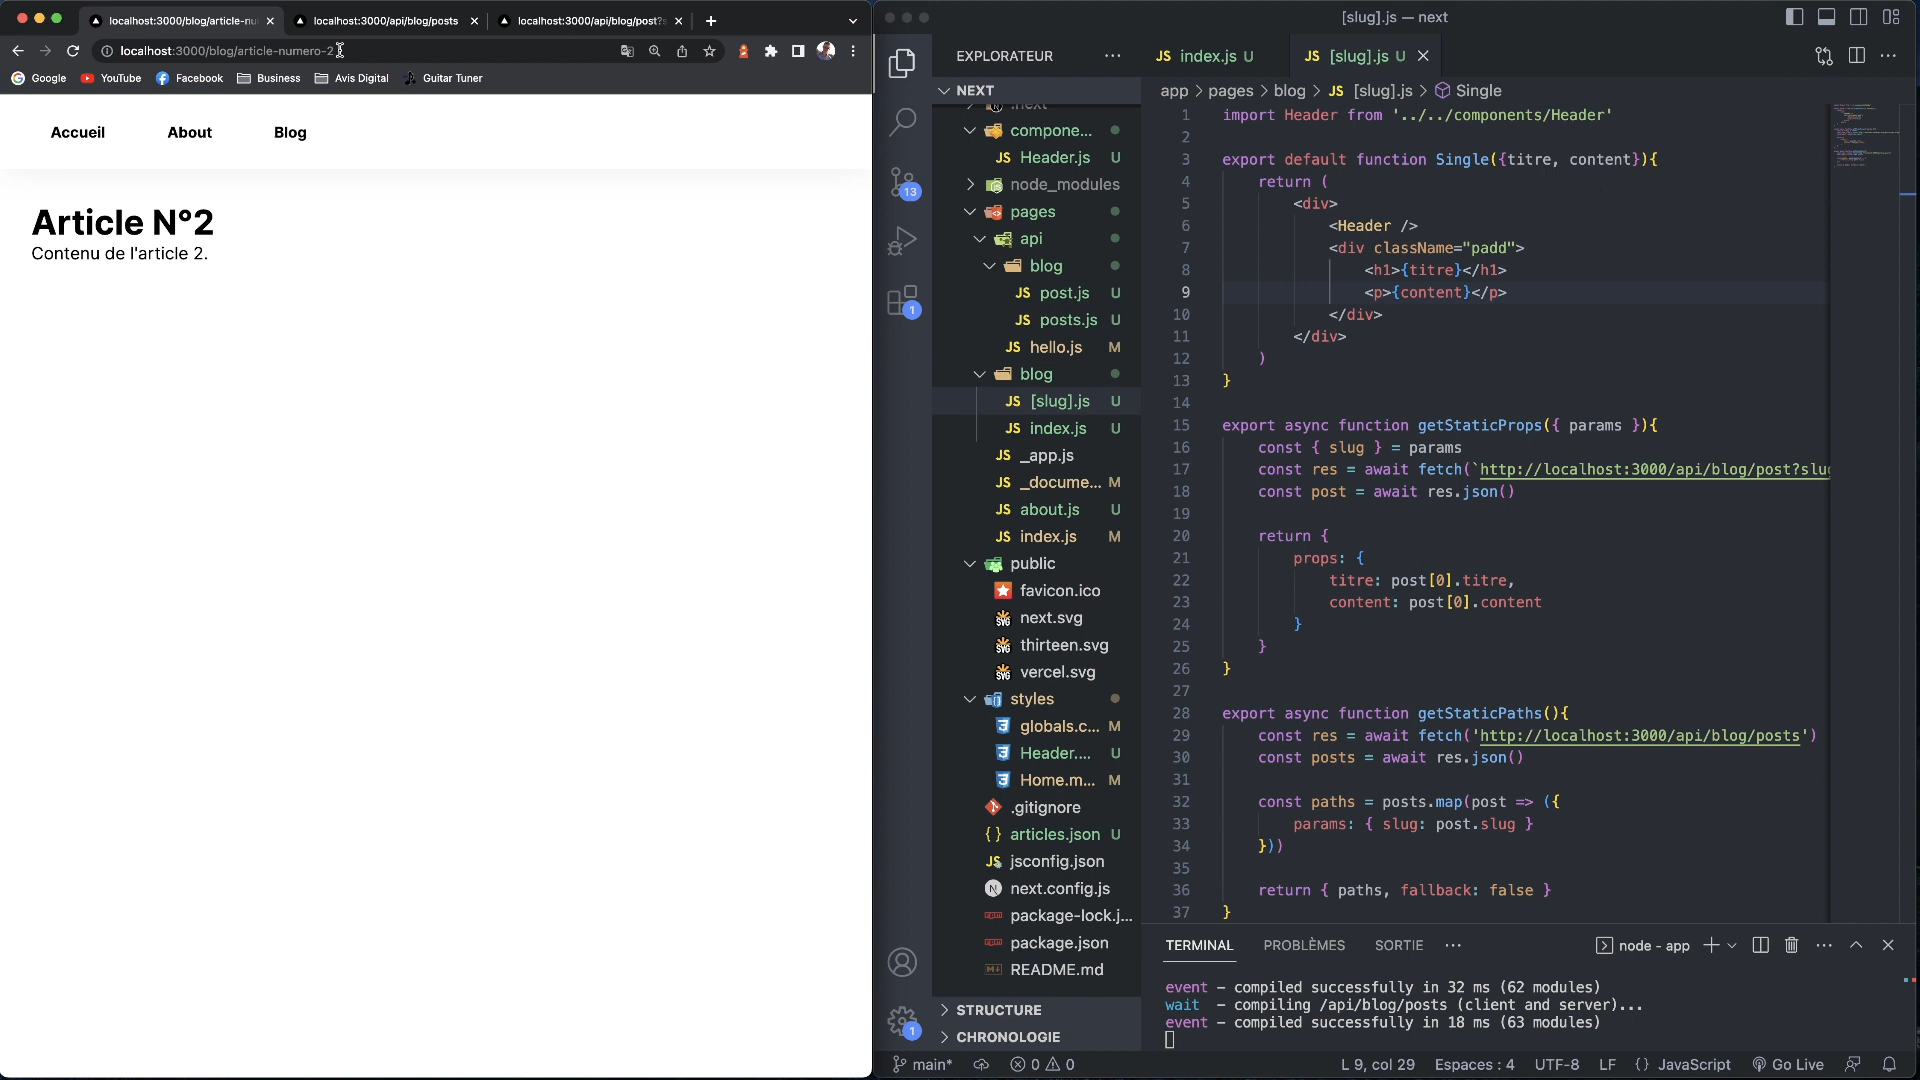 localhost:3000/blog/article-nu
localhost:3000/api/blog/posts
localhost:3000/api/blog/post?s
localhost:3000/blog/article-numero-2
Google
YouTube
Facebook
Business
Avis Digital
Guitar Tuner
Accueil
About
Blog
Article N°2
Contenu de l'article 2.
[slug].js — next
EXPLORATEUR
NEXT
.next
compone...
Header.js U
node_modules
pages
api
blog
post.js U
posts.js U
hello.js M
blog
[slug].js U
index.js U
_app.js
_docume... M
about.js U
index.js M
public
favicon.ico
next.svg
thirteen.svg
vercel.svg
styles
globals.c... M
Header.... U
Home.m... M
.gitignore
articles.json U
jsconfig.json
next.config.js
package-lock.j...
package.json
README.md
STRUCTURE
CHRONOLOGIE
13
1
1
JS index.js U
JS [slug].js U
app > pages > blog > JS [slug].js > Single
1 import Header from '../../components/Header'
2
3 export default function Single({titre, content}){
4 return (
5 <div>
6 <Header />
7 <div className="padd">
8 <h1>{titre}</h1>
9 <p>{content}</p>
10 </div>
11 </div>
12 )
13 }
14
15 export async function getStaticProps({ params }){
16 const { slug } = params
17 const res = await fetch(`http://localhost:3000/api/blog/post?slu
18 const post = await res.json()
19
20 return {
21 props: {
22 titre: post[0].titre,
23 content: post[0].content
24 }
25 }
26 }
27
28 export async function getStaticPaths(){
29 const res = await fetch('http://localhost:3000/api/blog/posts')
30 const posts = await res.json()
31
32 const paths = posts.map(post => ({
33 params: { slug: post.slug }
34 }))
35
36 return { paths, fallback: false }
37 }
TERMINAL PROBLÈMES SORTIE
node - app
event - compiled successfully in 32 ms (62 modules)
wait - compiling /api/blog/posts (client and server)...
event - compiled successfully in 18 ms (63 modules)
main* 0 0
L 9, col 29 Espaces : 4 UTF-8 LF {} JavaScript Go Live